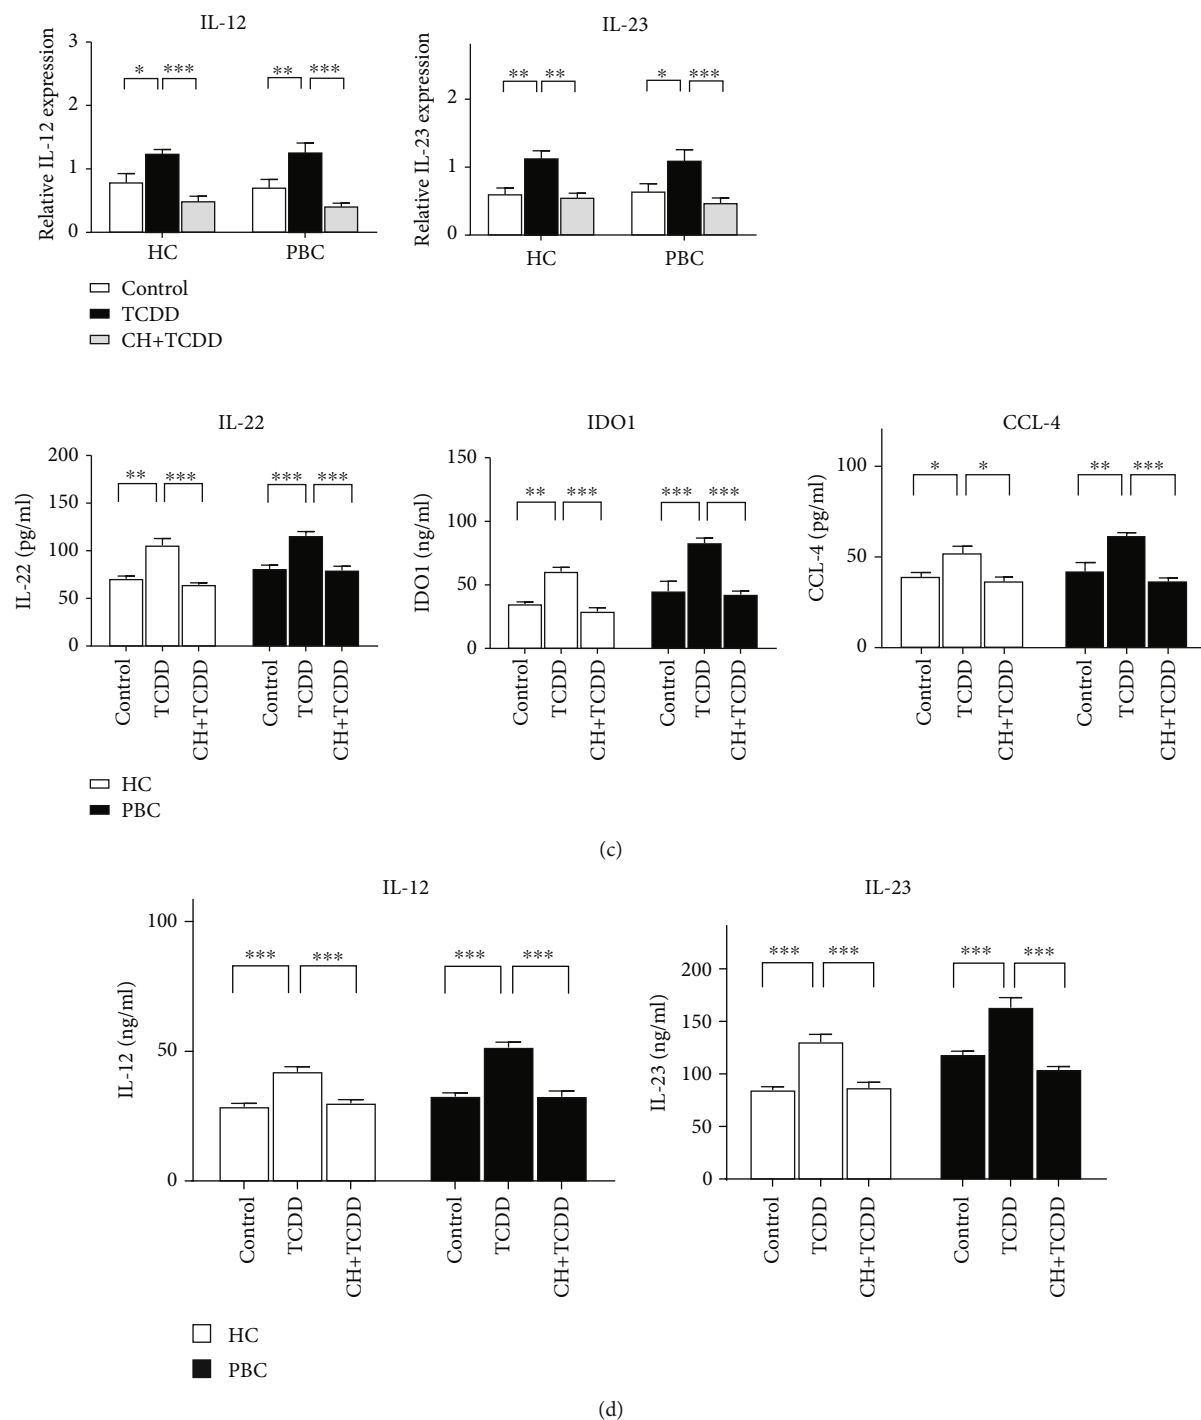 IL-12
Relative IL-12 expression
3
2
1
0
* *** ** ***
HC PBC
IL-23
Relative IL-23 expression
2
1
0
** ** * ***
HC PBC
Control
TCDD
CH+TCDD
IL-22
IL-22 (pg/ml)
200
150
100
50
0
** *** *** ***
Control TCDD CH+TCDD Control TCDD CH+TCDD
IDO1
IDO1 (ng/ml)
150
100
50
0
** *** *** ***
Control TCDD CH+TCDD Control TCDD CH+TCDD
CCL-4
CCL-4 (pg/ml)
100
50
0
* * ** ***
Control TCDD CH+TCDD Control TCDD CH+TCDD
HC
PBC
(c)
IL-12
IL-12 (ng/ml)
100
50
0
*** *** *** ***
Control TCDD CH+TCDD Control TCDD CH+TCDD
IL-23
IL-23 (ng/ml)
200
150
100
50
0
*** *** *** ***
Control TCDD CH+TCDD Control TCDD CH+TCDD
HC
PBC
(d)